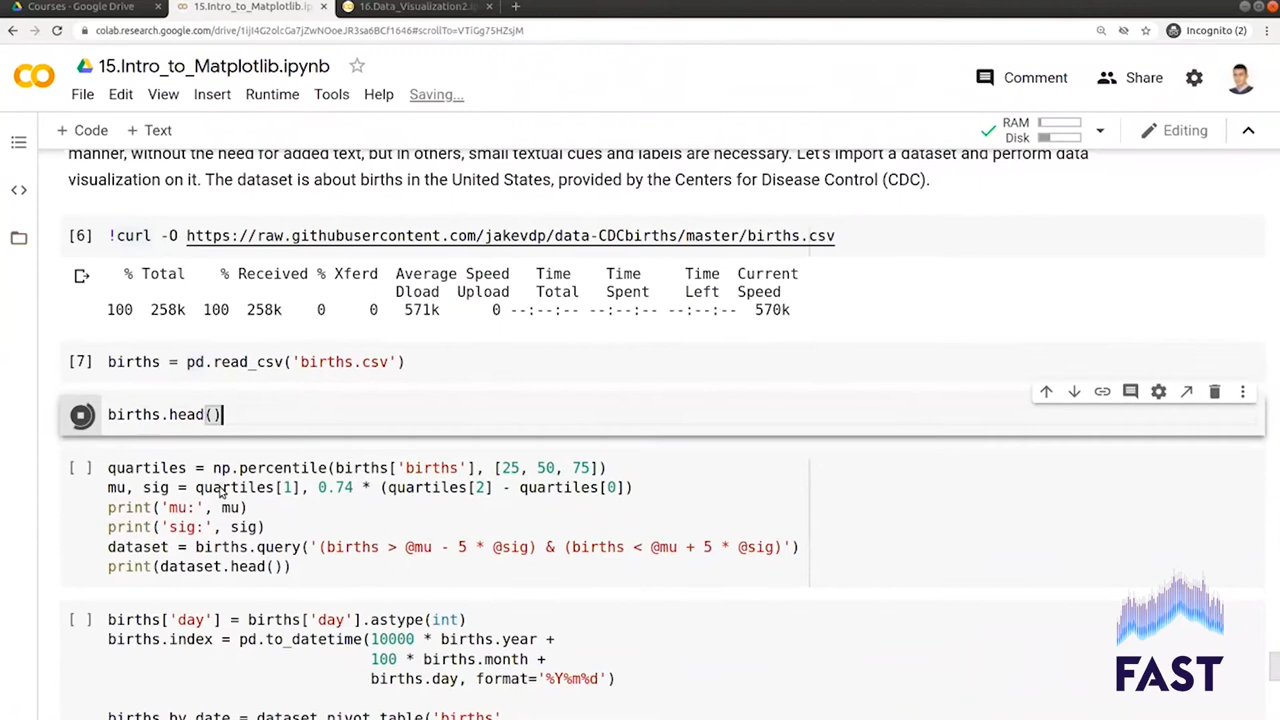 Courses - Google Drive
15.Intro_to_Matplotlib.ipynb
16.Data_Visualization2.i
colab.research.google.com/drive/1ijI4G2olcGa7jZwNOoeJR3sa6BCf1646#scrollTo=VTiGg75HZsjM
Incognito (2)
CO
15.Intro_to_Matplotlib.ipynb
Comment
Share
File Edit View Insert Runtime Tools Help Saving...
+ Code + Text
RAM
Disk
Editing
manner, without the need for added text, but in others, small textual cues and labels are necessary. Let's import a dataset and perform data
visualization on it. The dataset is about births in the United States, provided by the Centers for Disease Control (CDC).
[6] !curl -O https://raw.githubusercontent.com/jakevdp/data-CDCbirths/master/births.csv
% Total % Received % Xferd Average Speed Time Time Time Current
Dload Upload Total Spent Left Speed
100 258k 100 258k 0 0 571k 0 --:--:-- --:--:-- --:--:-- 570k
[7] births = pd.read_csv('births.csv')
births.head()
[ ] quartiles = np.percentile(births['births'], [25, 50, 75])
mu, sig = quartiles[1], 0.74 * (quartiles[2] - quartiles[0])
print('mu:', mu)
print('sig:', sig)
dataset = births.query('(births > @mu - 5 * @sig) & (births < @mu + 5 * @sig)')
print(dataset.head())
[ ] births['day'] = births['day'].astype(int)
births.index = pd.to_datetime(10000 * births.year +
100 * births.month +
births.day, format='%Y%m%d')
births_by_date = dataset.pivot_table('births',
FAST